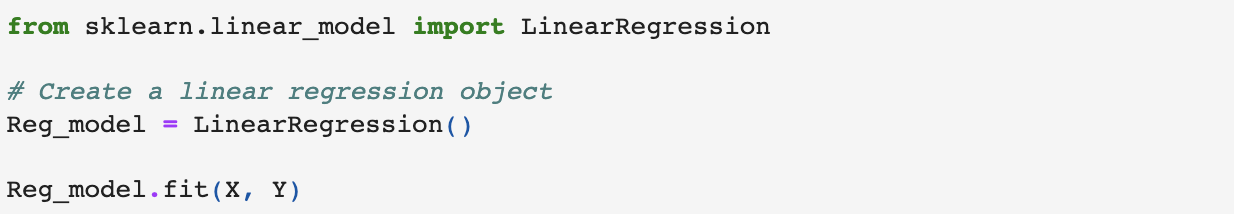 from sklearn.linear_model import LinearRegression
# Create a linear regression object
Reg_model = LinearRegression()
Reg_model.fit(X, Y)